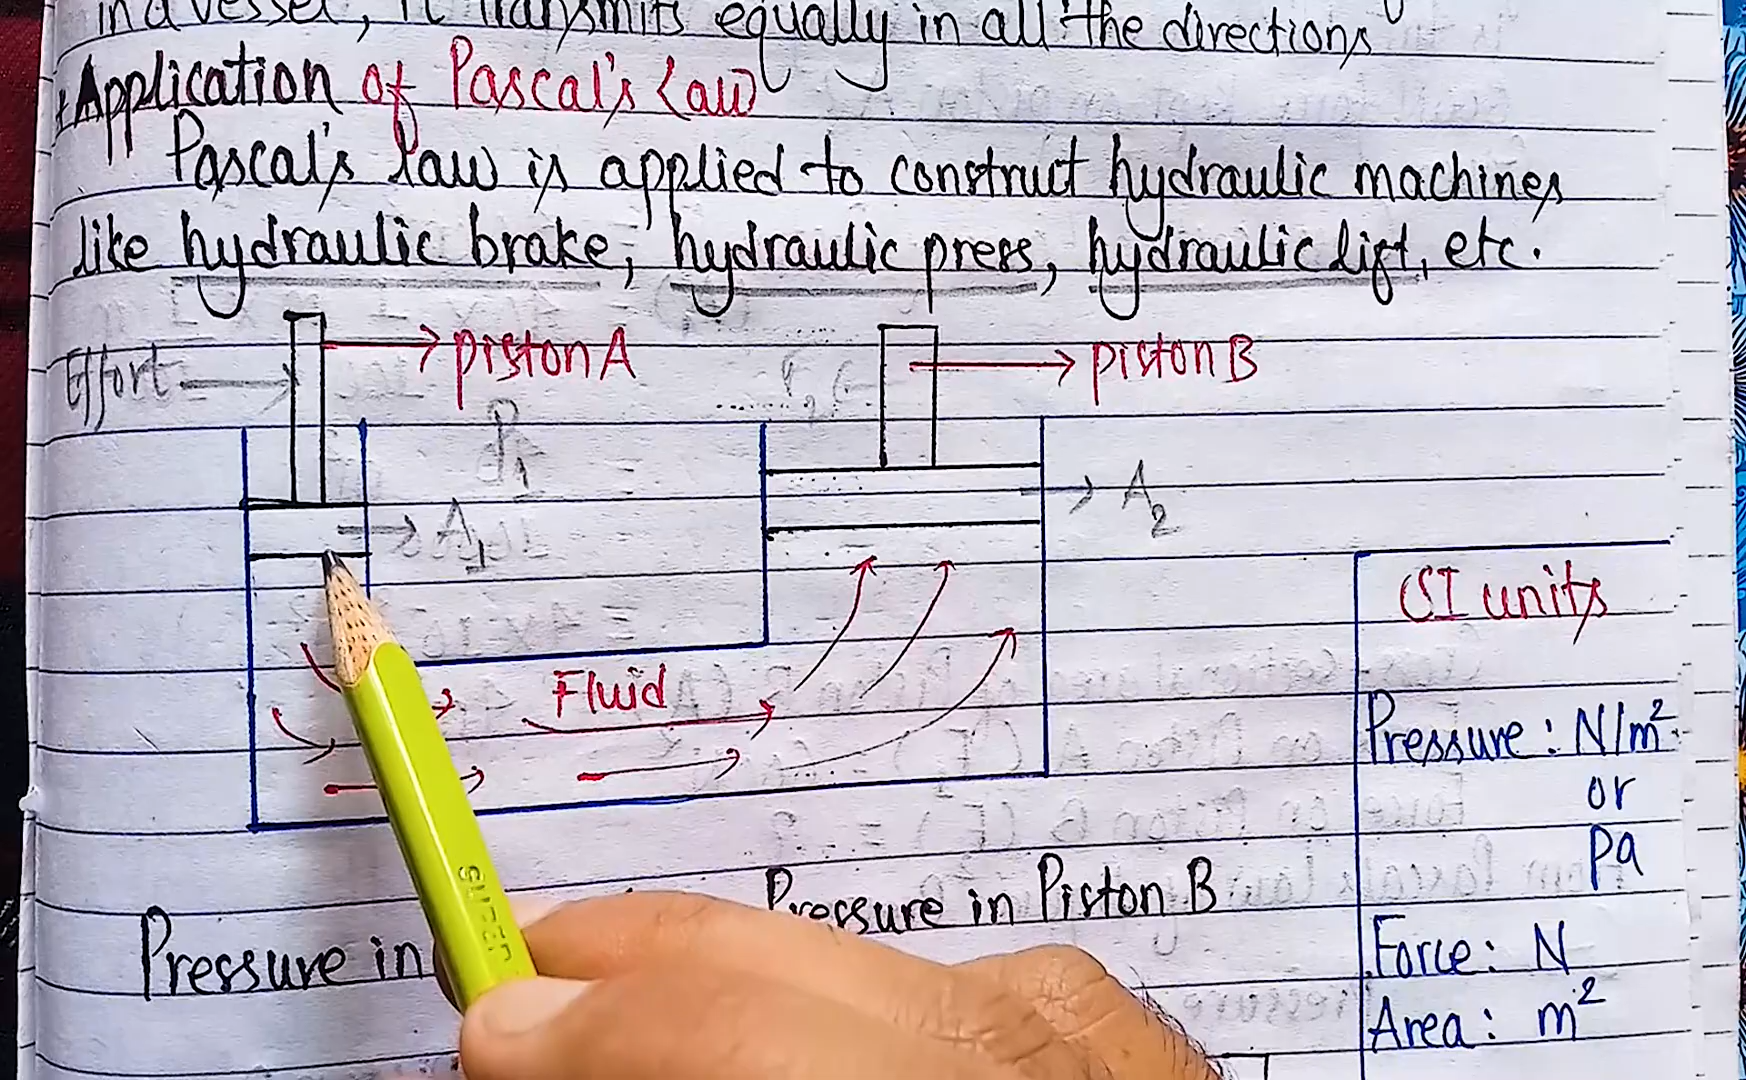 in a vessel, it transmits equally in all the directions
Application of Pascal's Law
Pascal's law is applied to construct hydraulic machines
like hydraulic brake, hydraulic press, hydraulic lift, etc.
Effort
piston A
piston B
P1
A1
A2
Fluid
SI units
Pressure: N/m²
or
Pa
Force: N
Area: m²
Pressure in
Pressure in Piston B
SUPER